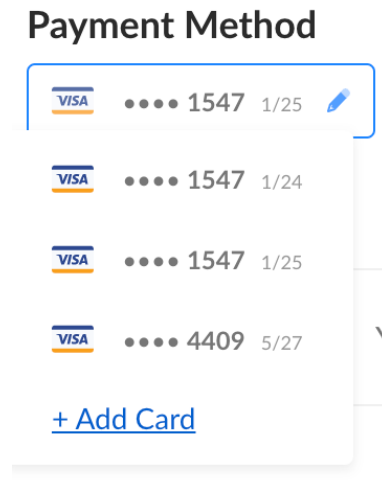 Payment Method
VISA •••• 1547 1/25
VISA •••• 1547 1/24
VISA •••• 1547 1/25
VISA •••• 4409 5/27
+ Add Card